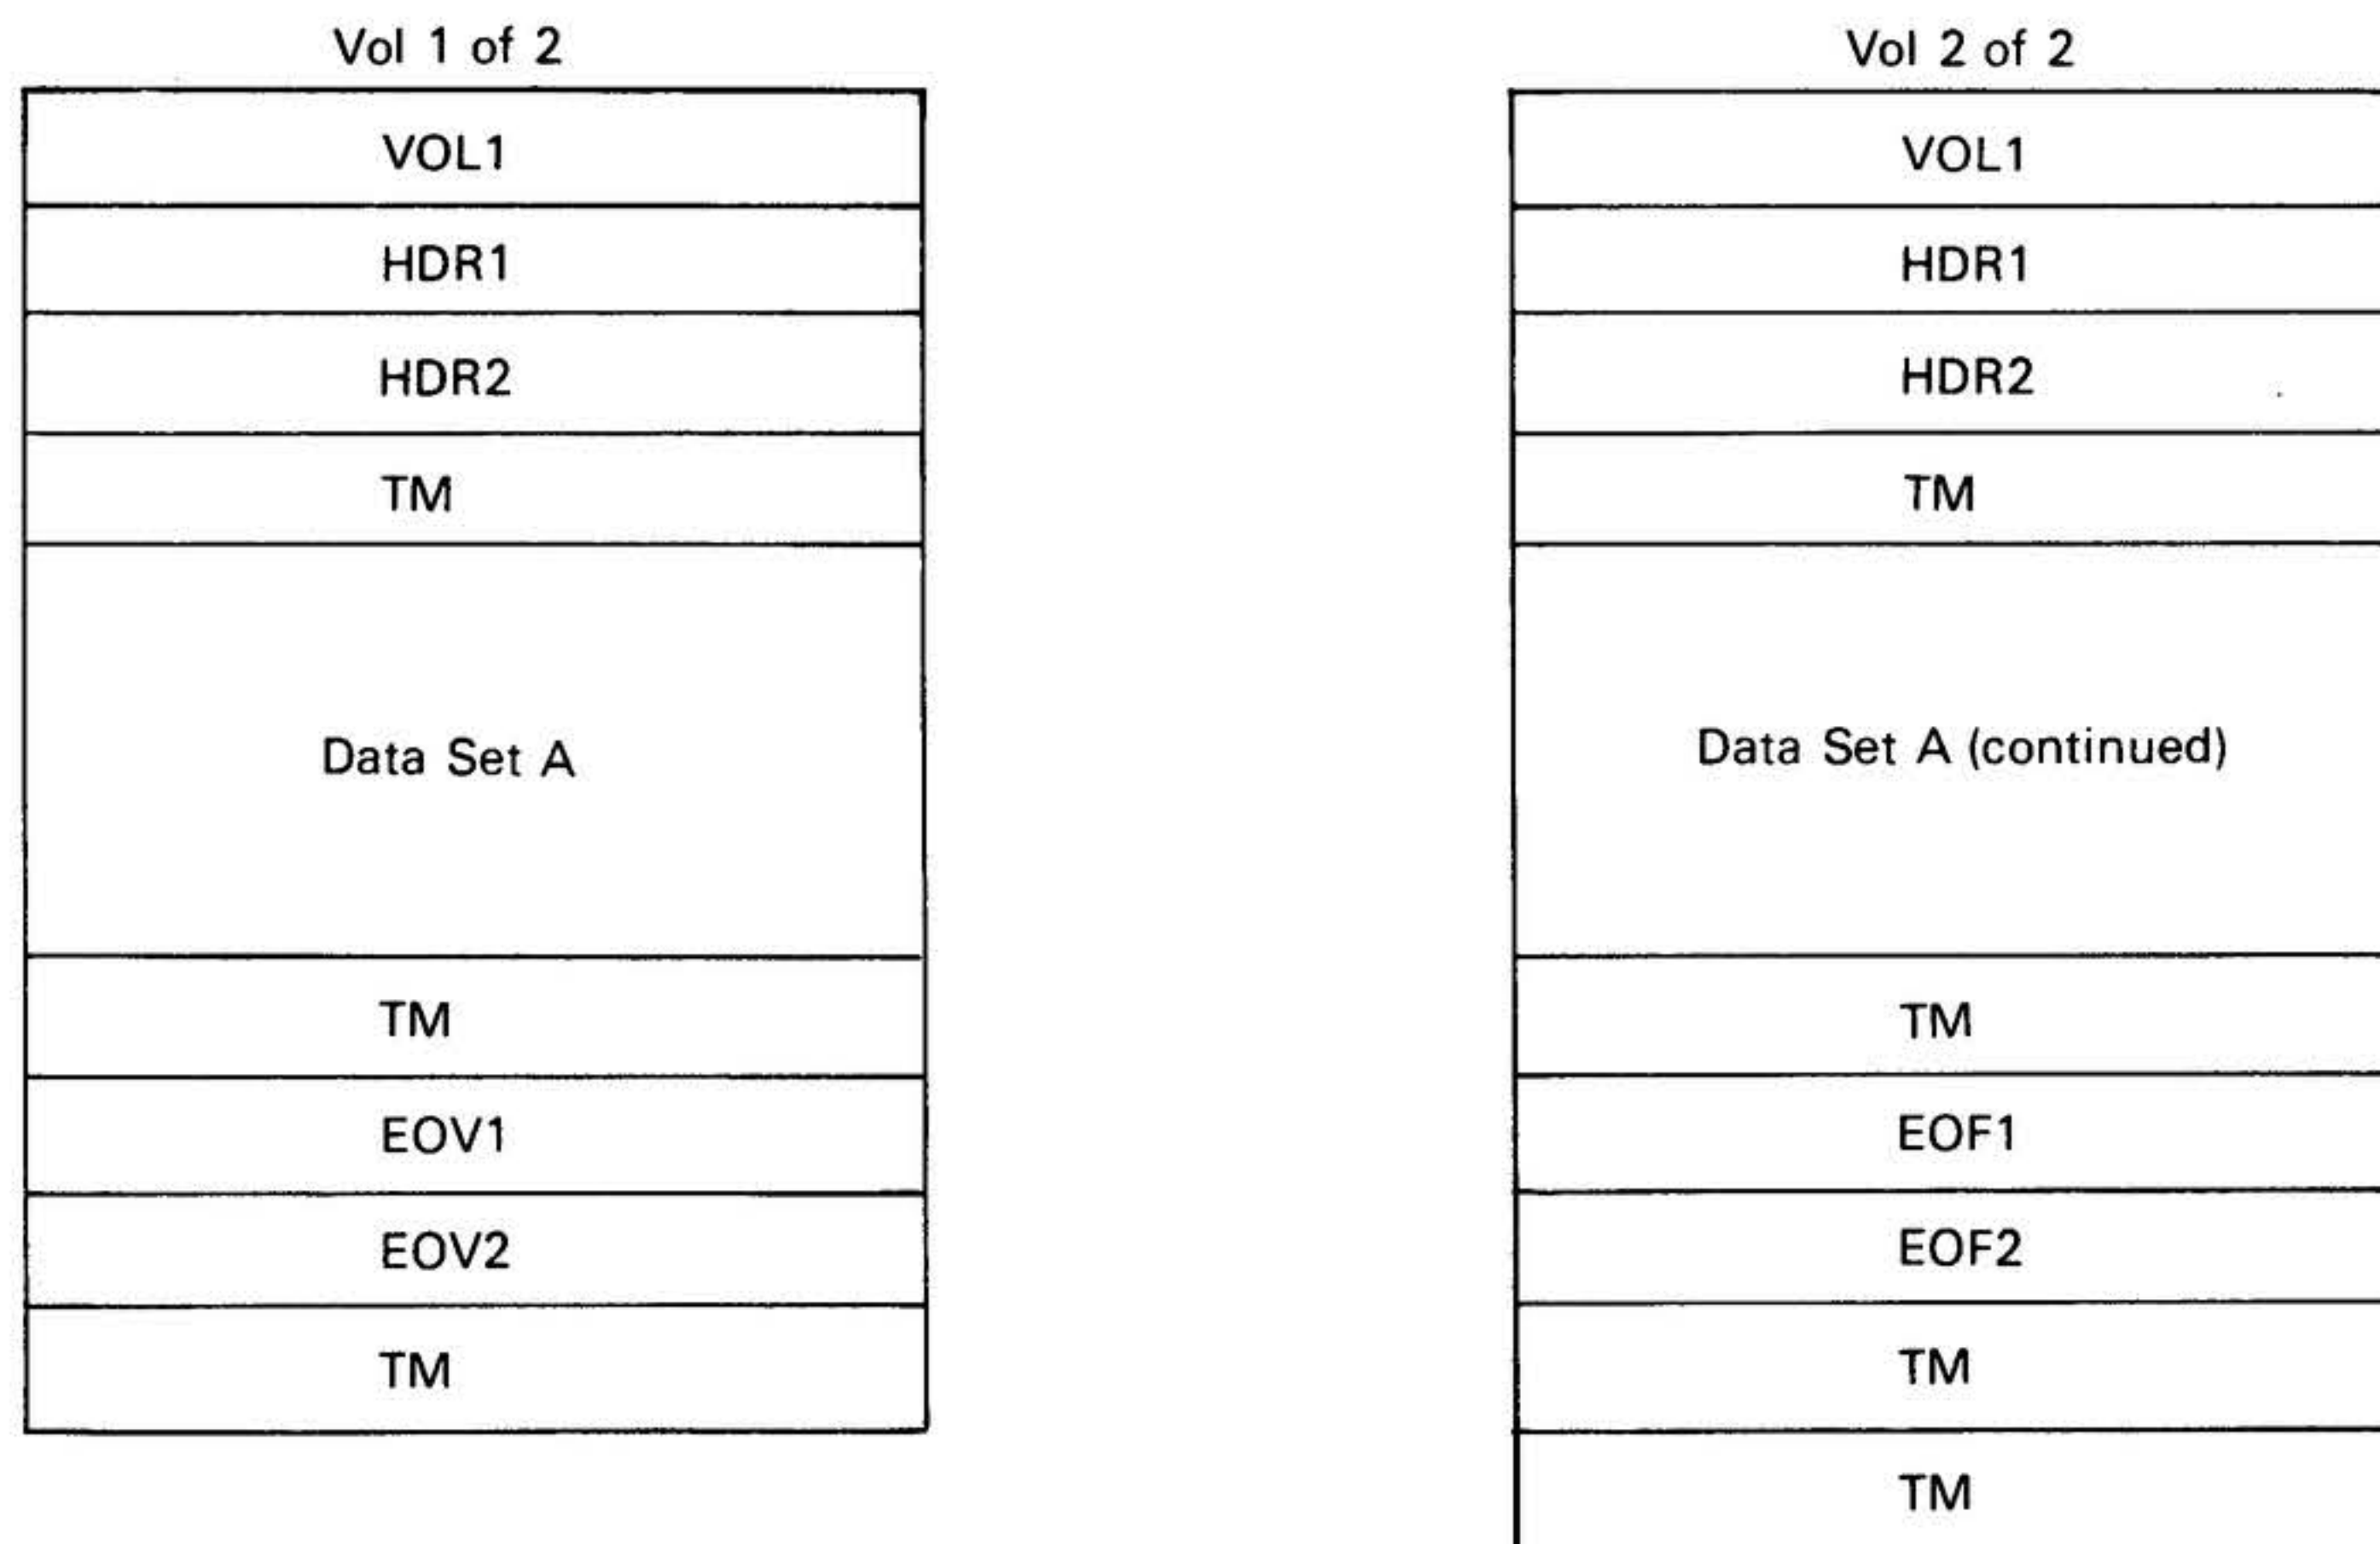 Vol 1 of 2
VOL1
HDR1
HDR2
TM
Data Set A
TM
EOV1
EOV2
TM
Vol 2 of 2
VOL1
HDR1
HDR2
TM
Data Set A (continued)
TM
EOF1
EOF2
TM
TM